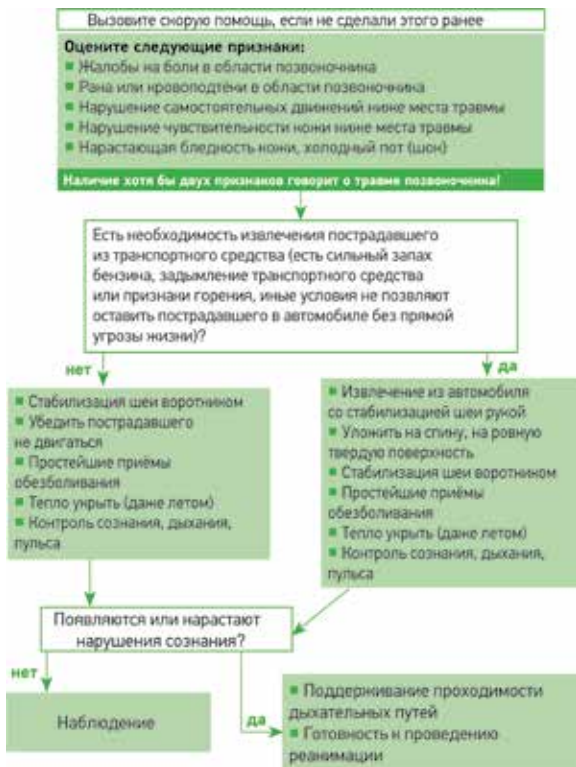 Вызовите скорую помощь, если не сделали этого ранее
Оцените следующие признаки:
■ Жалобы на боли в области позвоночника
■ Рана или кровоподтёки в области позвоночника
■ Нарушение самостоятельных движений ниже места травмы
■ Нарушение чувствительности кожи ниже места травмы
■ Нарастающая бледность кожи, холодный пот (шок)
Наличие хотя бы двух признаков говорит о травме позвоночника!
Есть необходимость извлечения пострадавшего
из транспортного средства (есть сильный запах
бензина, задымление транспортного средства
или признаки горения, иные условия не позволяют
оставить пострадавшего в автомобиле без прямой
угрозы жизни)?
нет
да
■ Стабилизация шеи воротником
■ Убедить пострадавшего
не двигаться
■ Простейшие приёмы
обезболивания
■ Тепло укрыть (даже летом)
■ Контроль сознания, дыхания,
пульса
■ Извлечение из автомобиля
со стабилизацией шеи рукой
■ Уложить на спину, на ровную
твердую поверхность
■ Стабилизация шеи воротником
■ Простейшие приёмы
обезболивания
■ Тепло укрыть (даже летом)
■ Контроль сознания, дыхания,
пульса
Появляются или нарастают
нарушения сознания?
нет
да
Наблюдение
■ Поддерживание проходимости
дыхательных путей
■ Готовность к проведению
реанимации